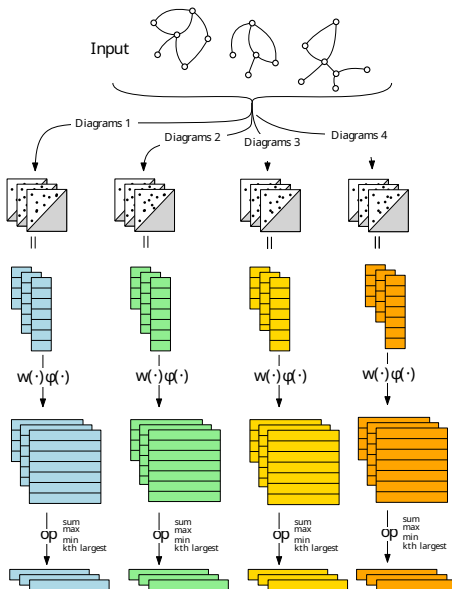 Input
Diagrams 1
Diagrams 2
Diagrams 3
Diagrams 4
= = = =
w(·)φ(·) w(·)φ(·) w(·)φ(·) w(·)φ(·)
op sum max min kth largest
op sum max min kth largest
op sum max min kth largest
op sum max min kth largest